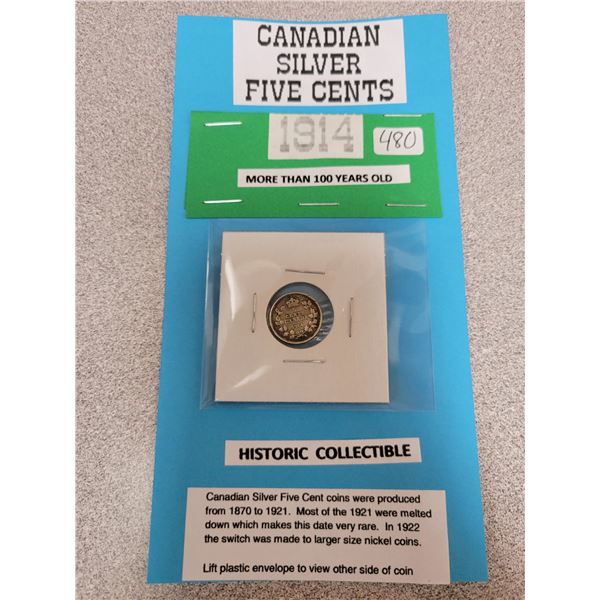 CANADIAN
SILVER
FIVE CENTS
1914
480
MORE THAN 100 YEARS OLD
HISTORIC COLLECTIBLE
Canadian Silver Five Cent coins were produced
from 1870 to 1921. Most of the 1921 were melted
down which makes this date very rare. In 1922
the switch was made to larger size nickel coins.
Lift plastic envelope to view other side of coin